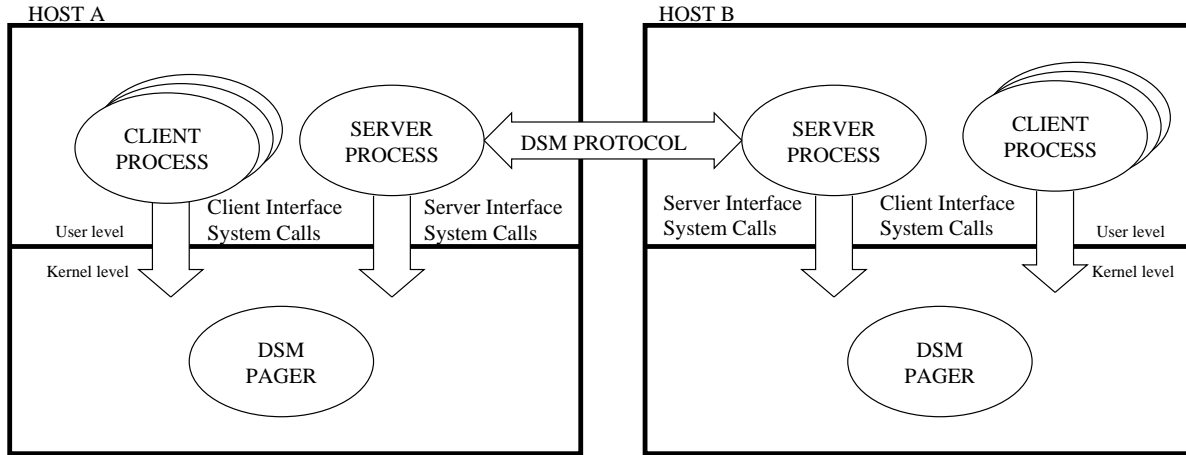 HOST A
HOST B
CLIENT
PROCESS
SERVER
PROCESS
DSM PROTOCOL
SERVER
PROCESS
CLIENT
PROCESS
Client Interface
System Calls
Server Interface
System Calls
Server Interface
System Calls
Client Interface
System Calls
User level
User level
Kernel level
Kernel level
DSM
PAGER
DSM
PAGER